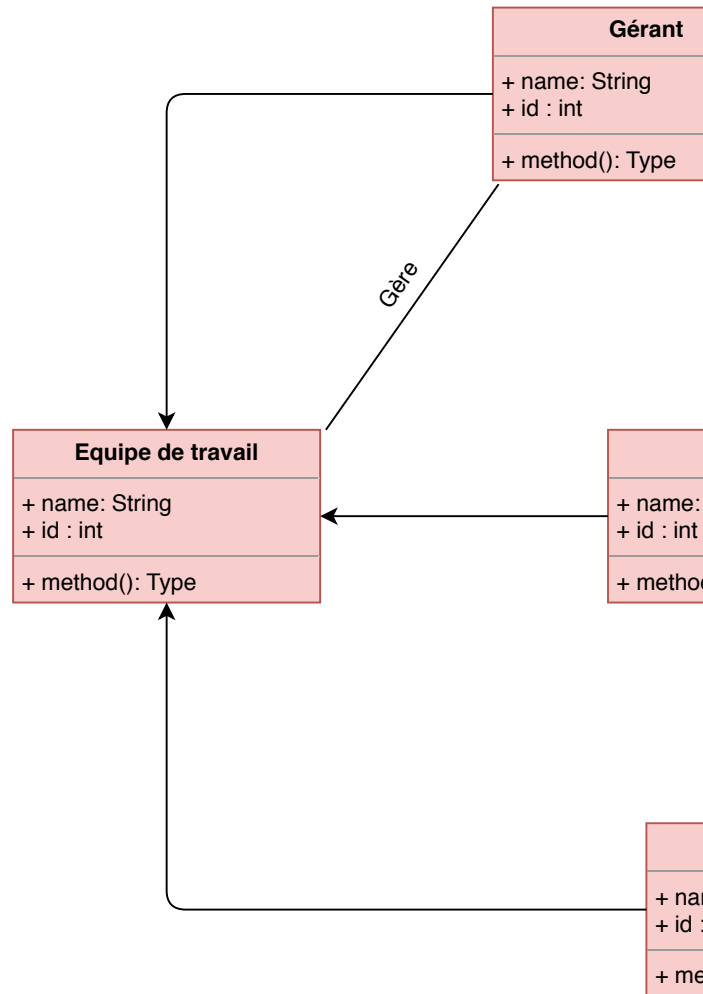 Gérant
+ name: String
+ id : int
+ method(): Type
Gère
Equipe de travail
+ name: String
+ id : int
+ method(): Type
+ name:
+ id : int
+ id :